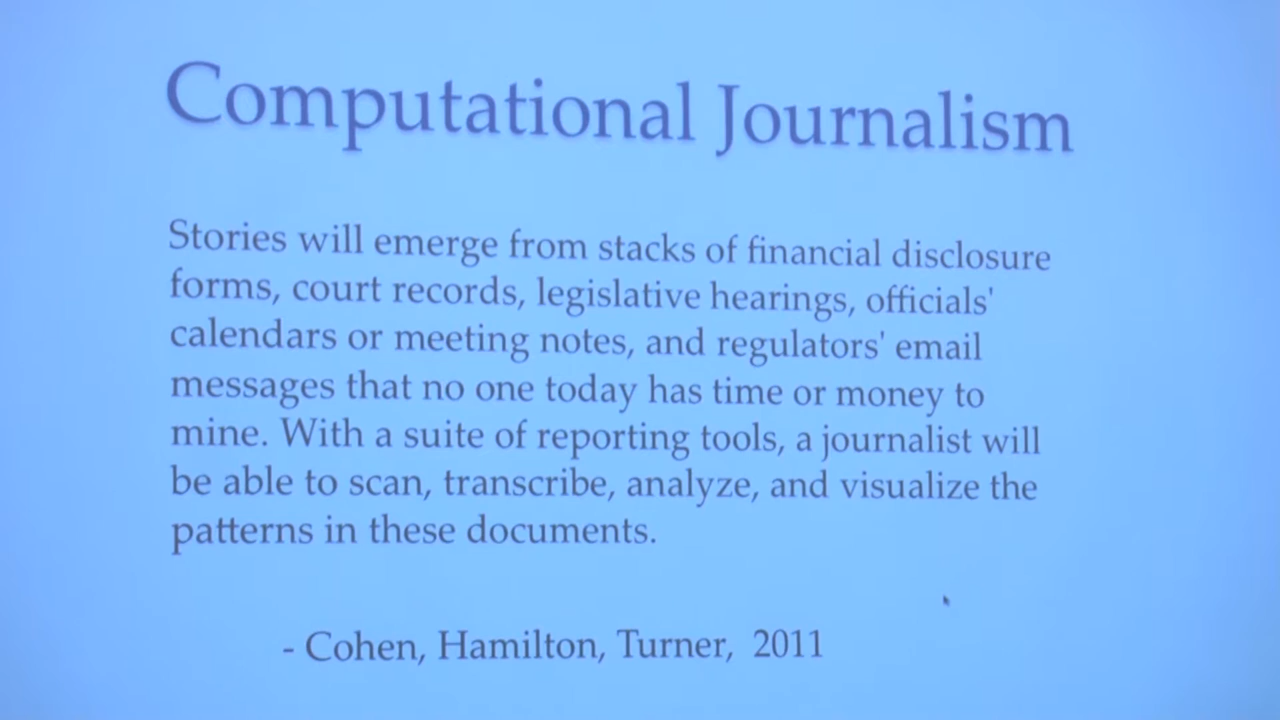 Computational Journalism
Stories will emerge from stacks of financial disclosure
forms, court records, legislative hearings, officials'
calendars or meeting notes, and regulators' email
messages that no one today has time or money to
mine. With a suite of reporting tools, a journalist will
be able to scan, transcribe, analyze, and visualize the
patterns in these documents.
- Cohen, Hamilton, Turner, 2011